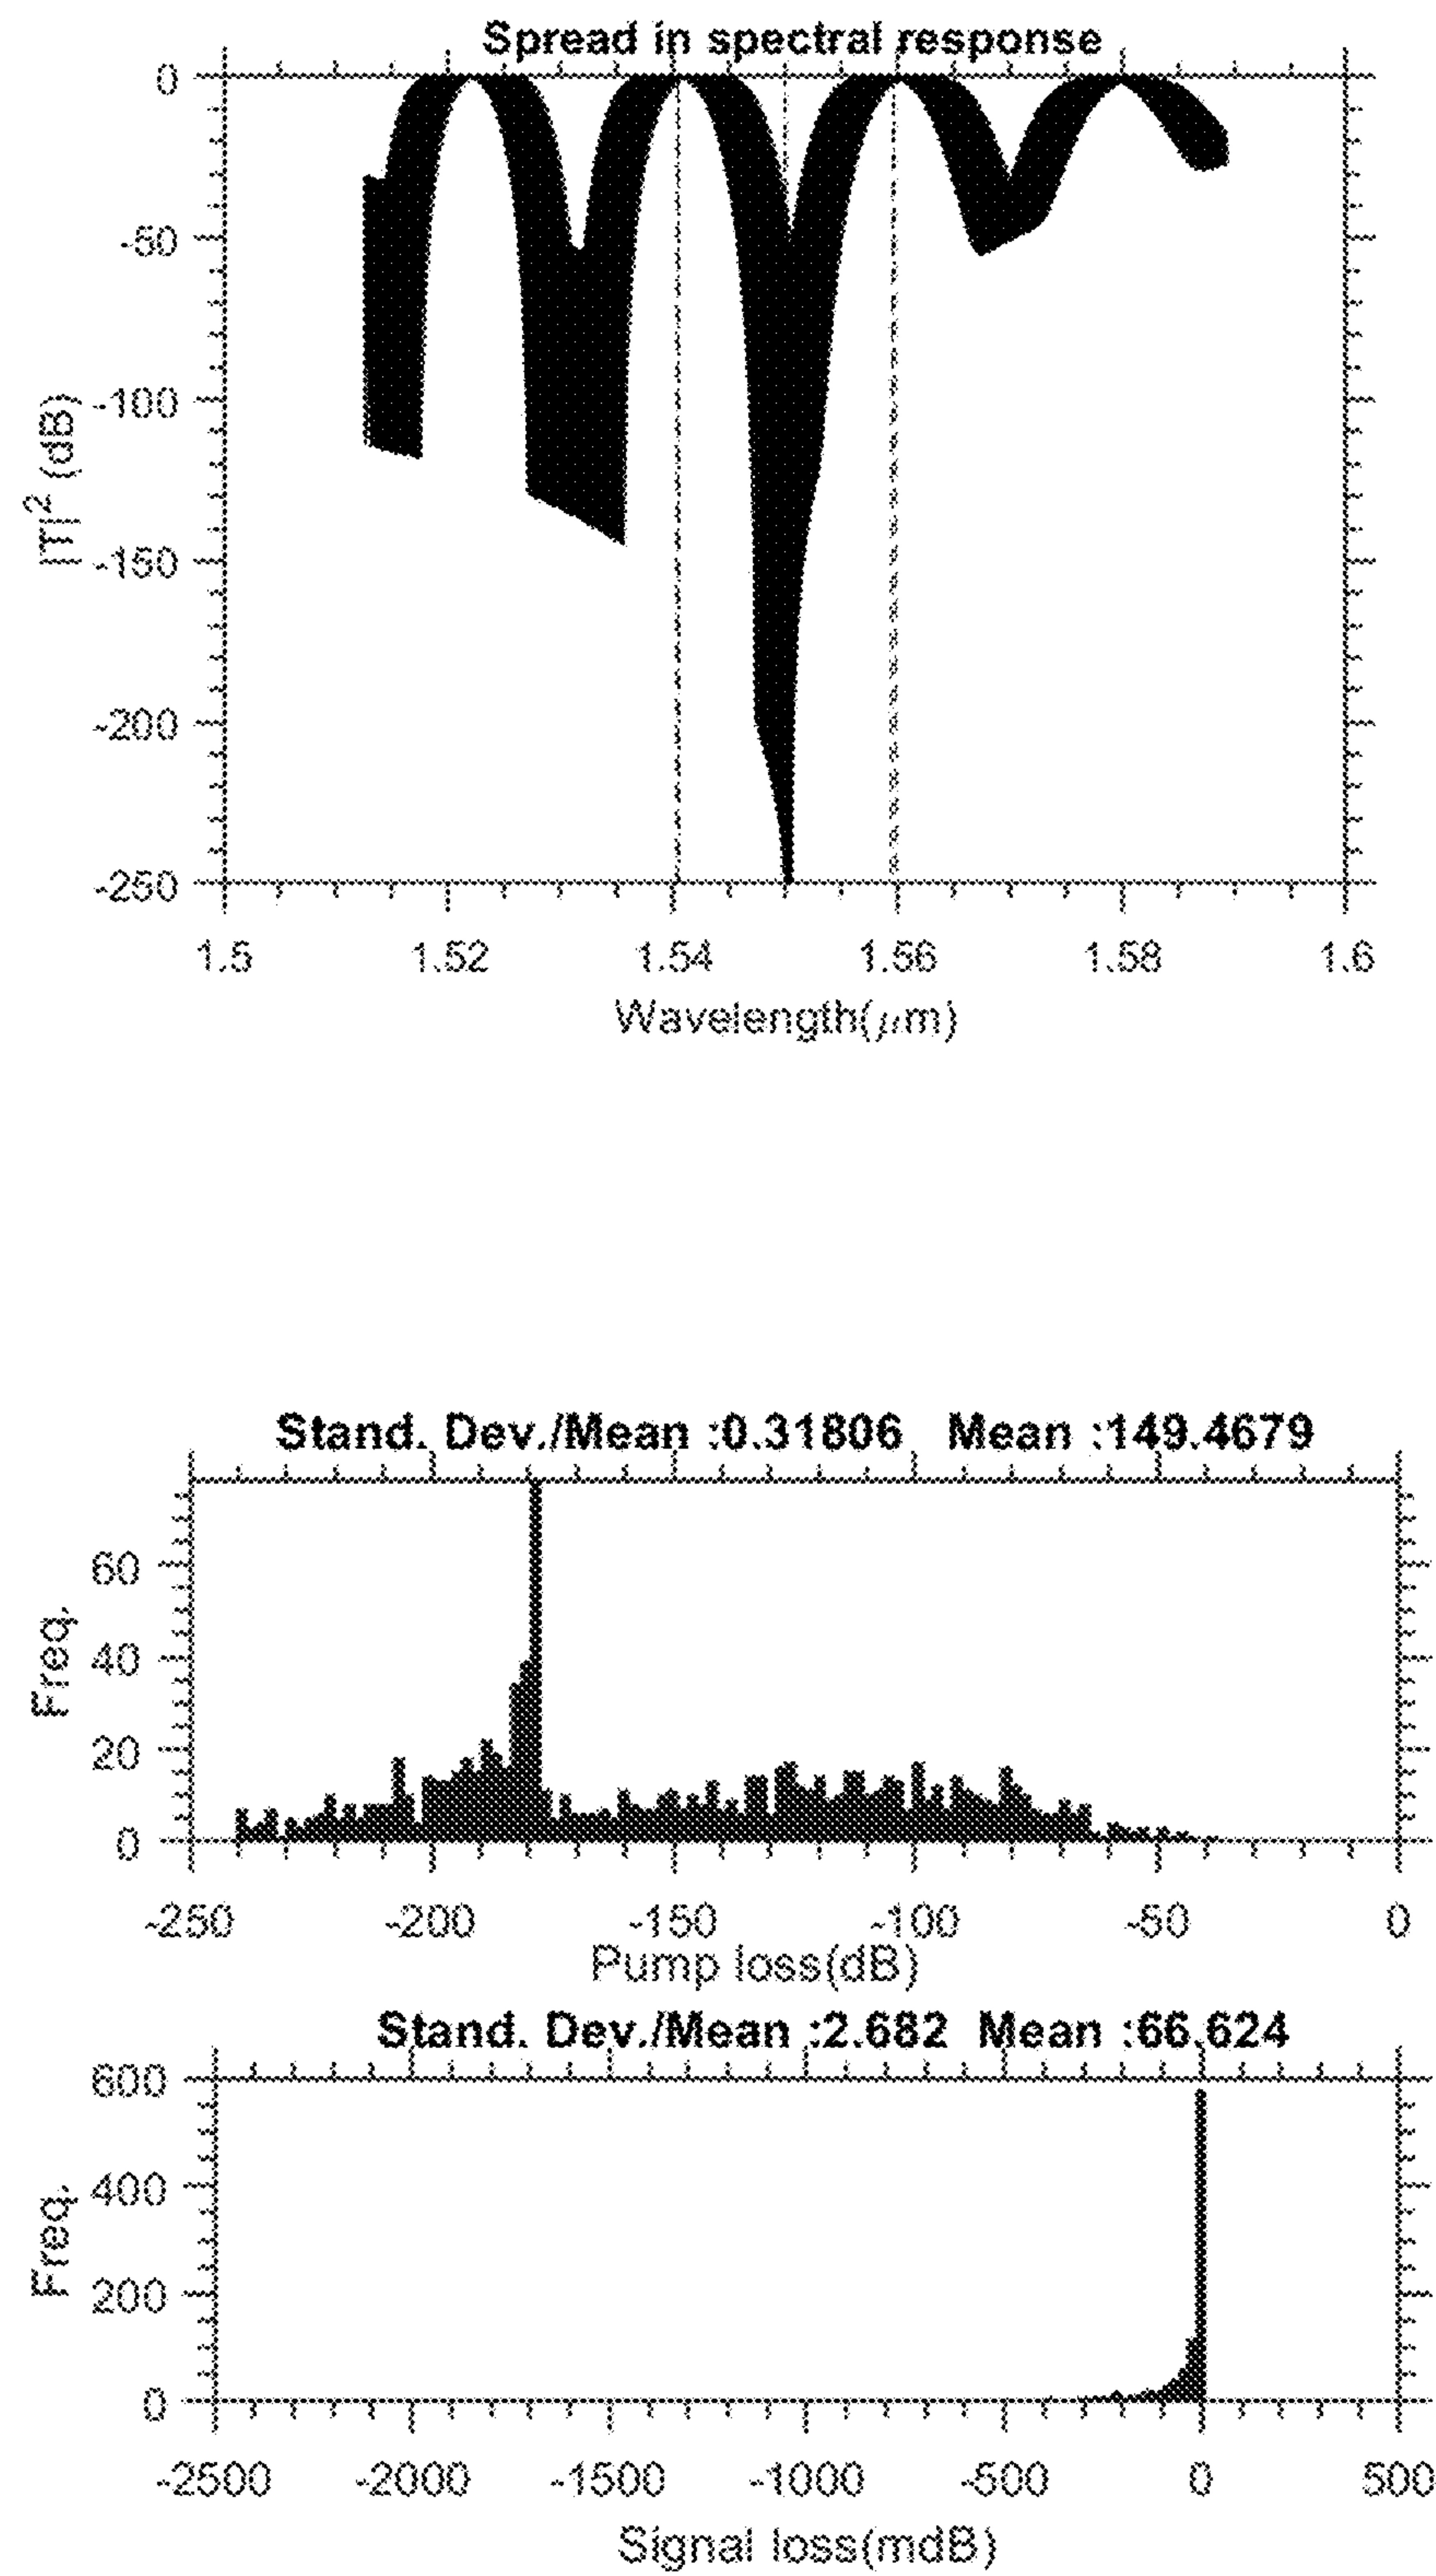 Spread in spectral response
0
-50
-100
-150
-200
-250
|T|² (dB)
1.5 1.52 1.54 1.56 1.58 1.6
Wavelength(μm)
Stand. Dev./Mean :0.31806 Mean :149.4679
60
40
20
0
Freq.
-250 -200 -150 -100 -50 0
Pump loss(dB)
Stand. Dev./Mean :2.682 Mean :66.624
600
400
200
0
Freq.
-2500 -2000 -1500 -1000 -500 0 500
Signal loss(mdB)